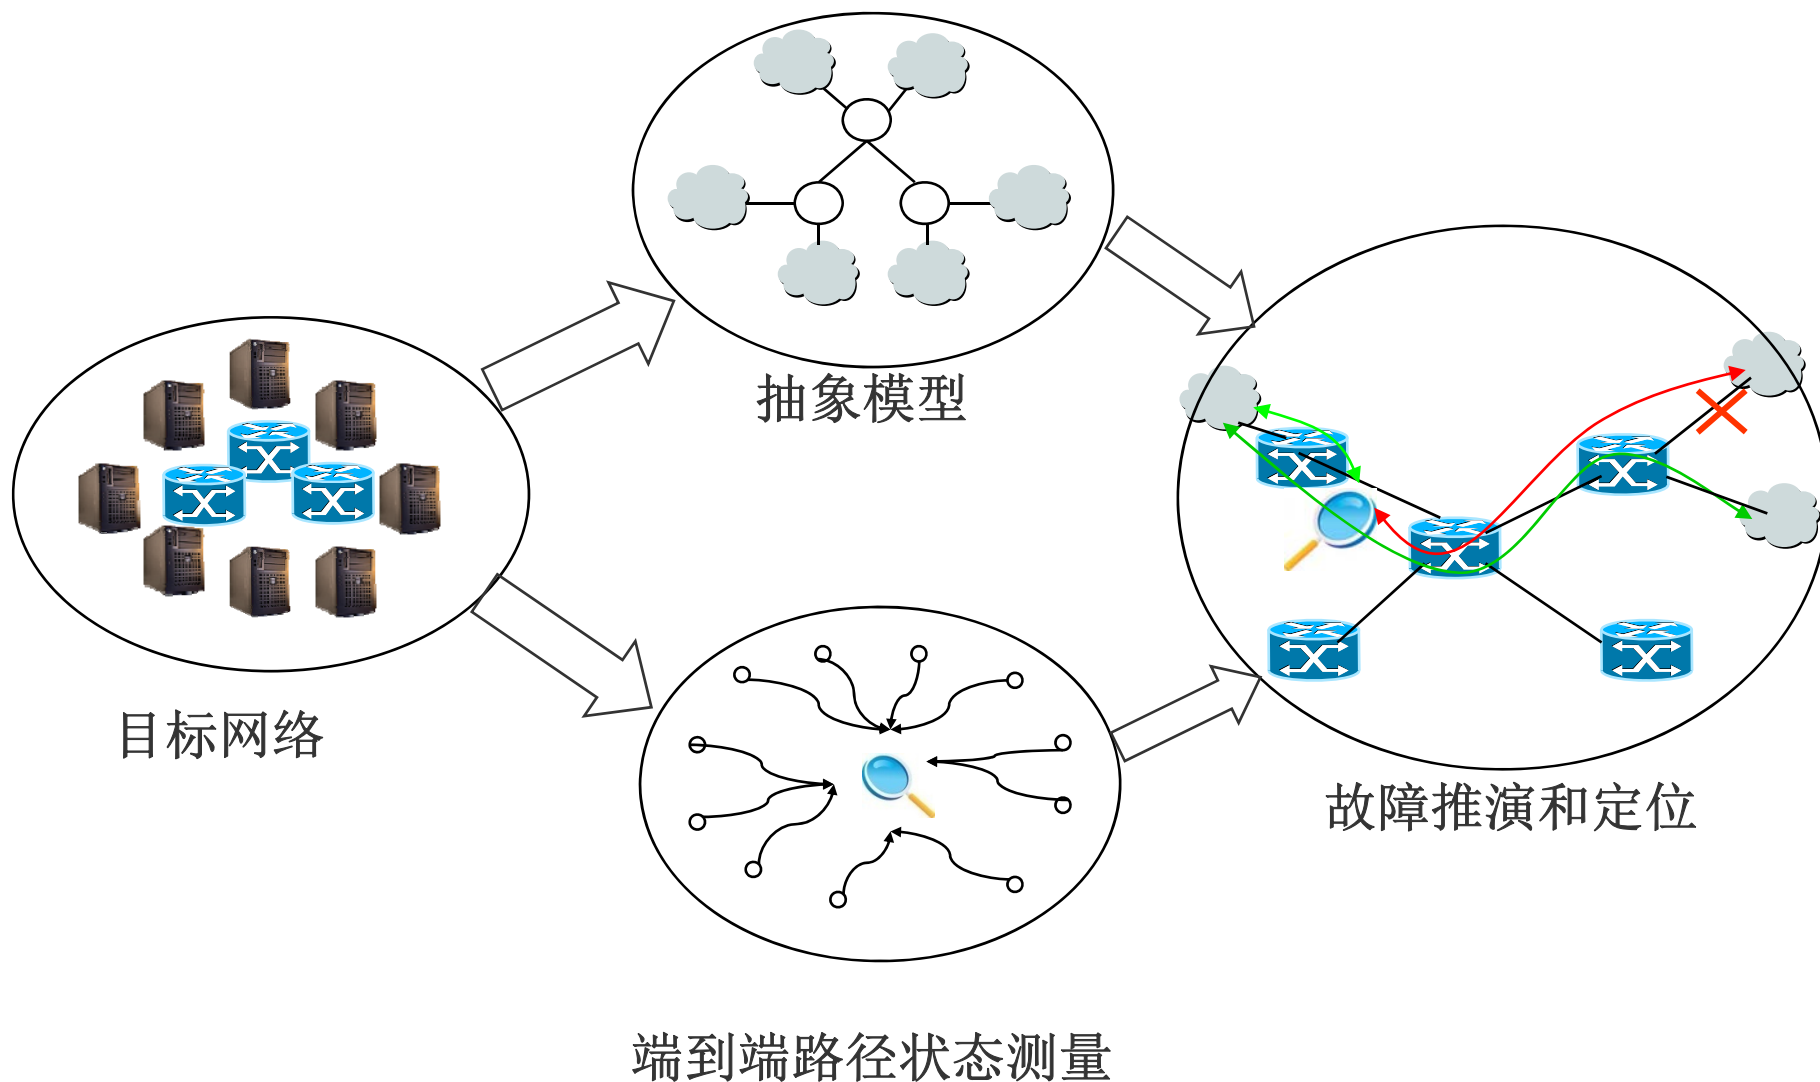 抽象模型
目标网络
故障推演和定位
端到端路径状态测量